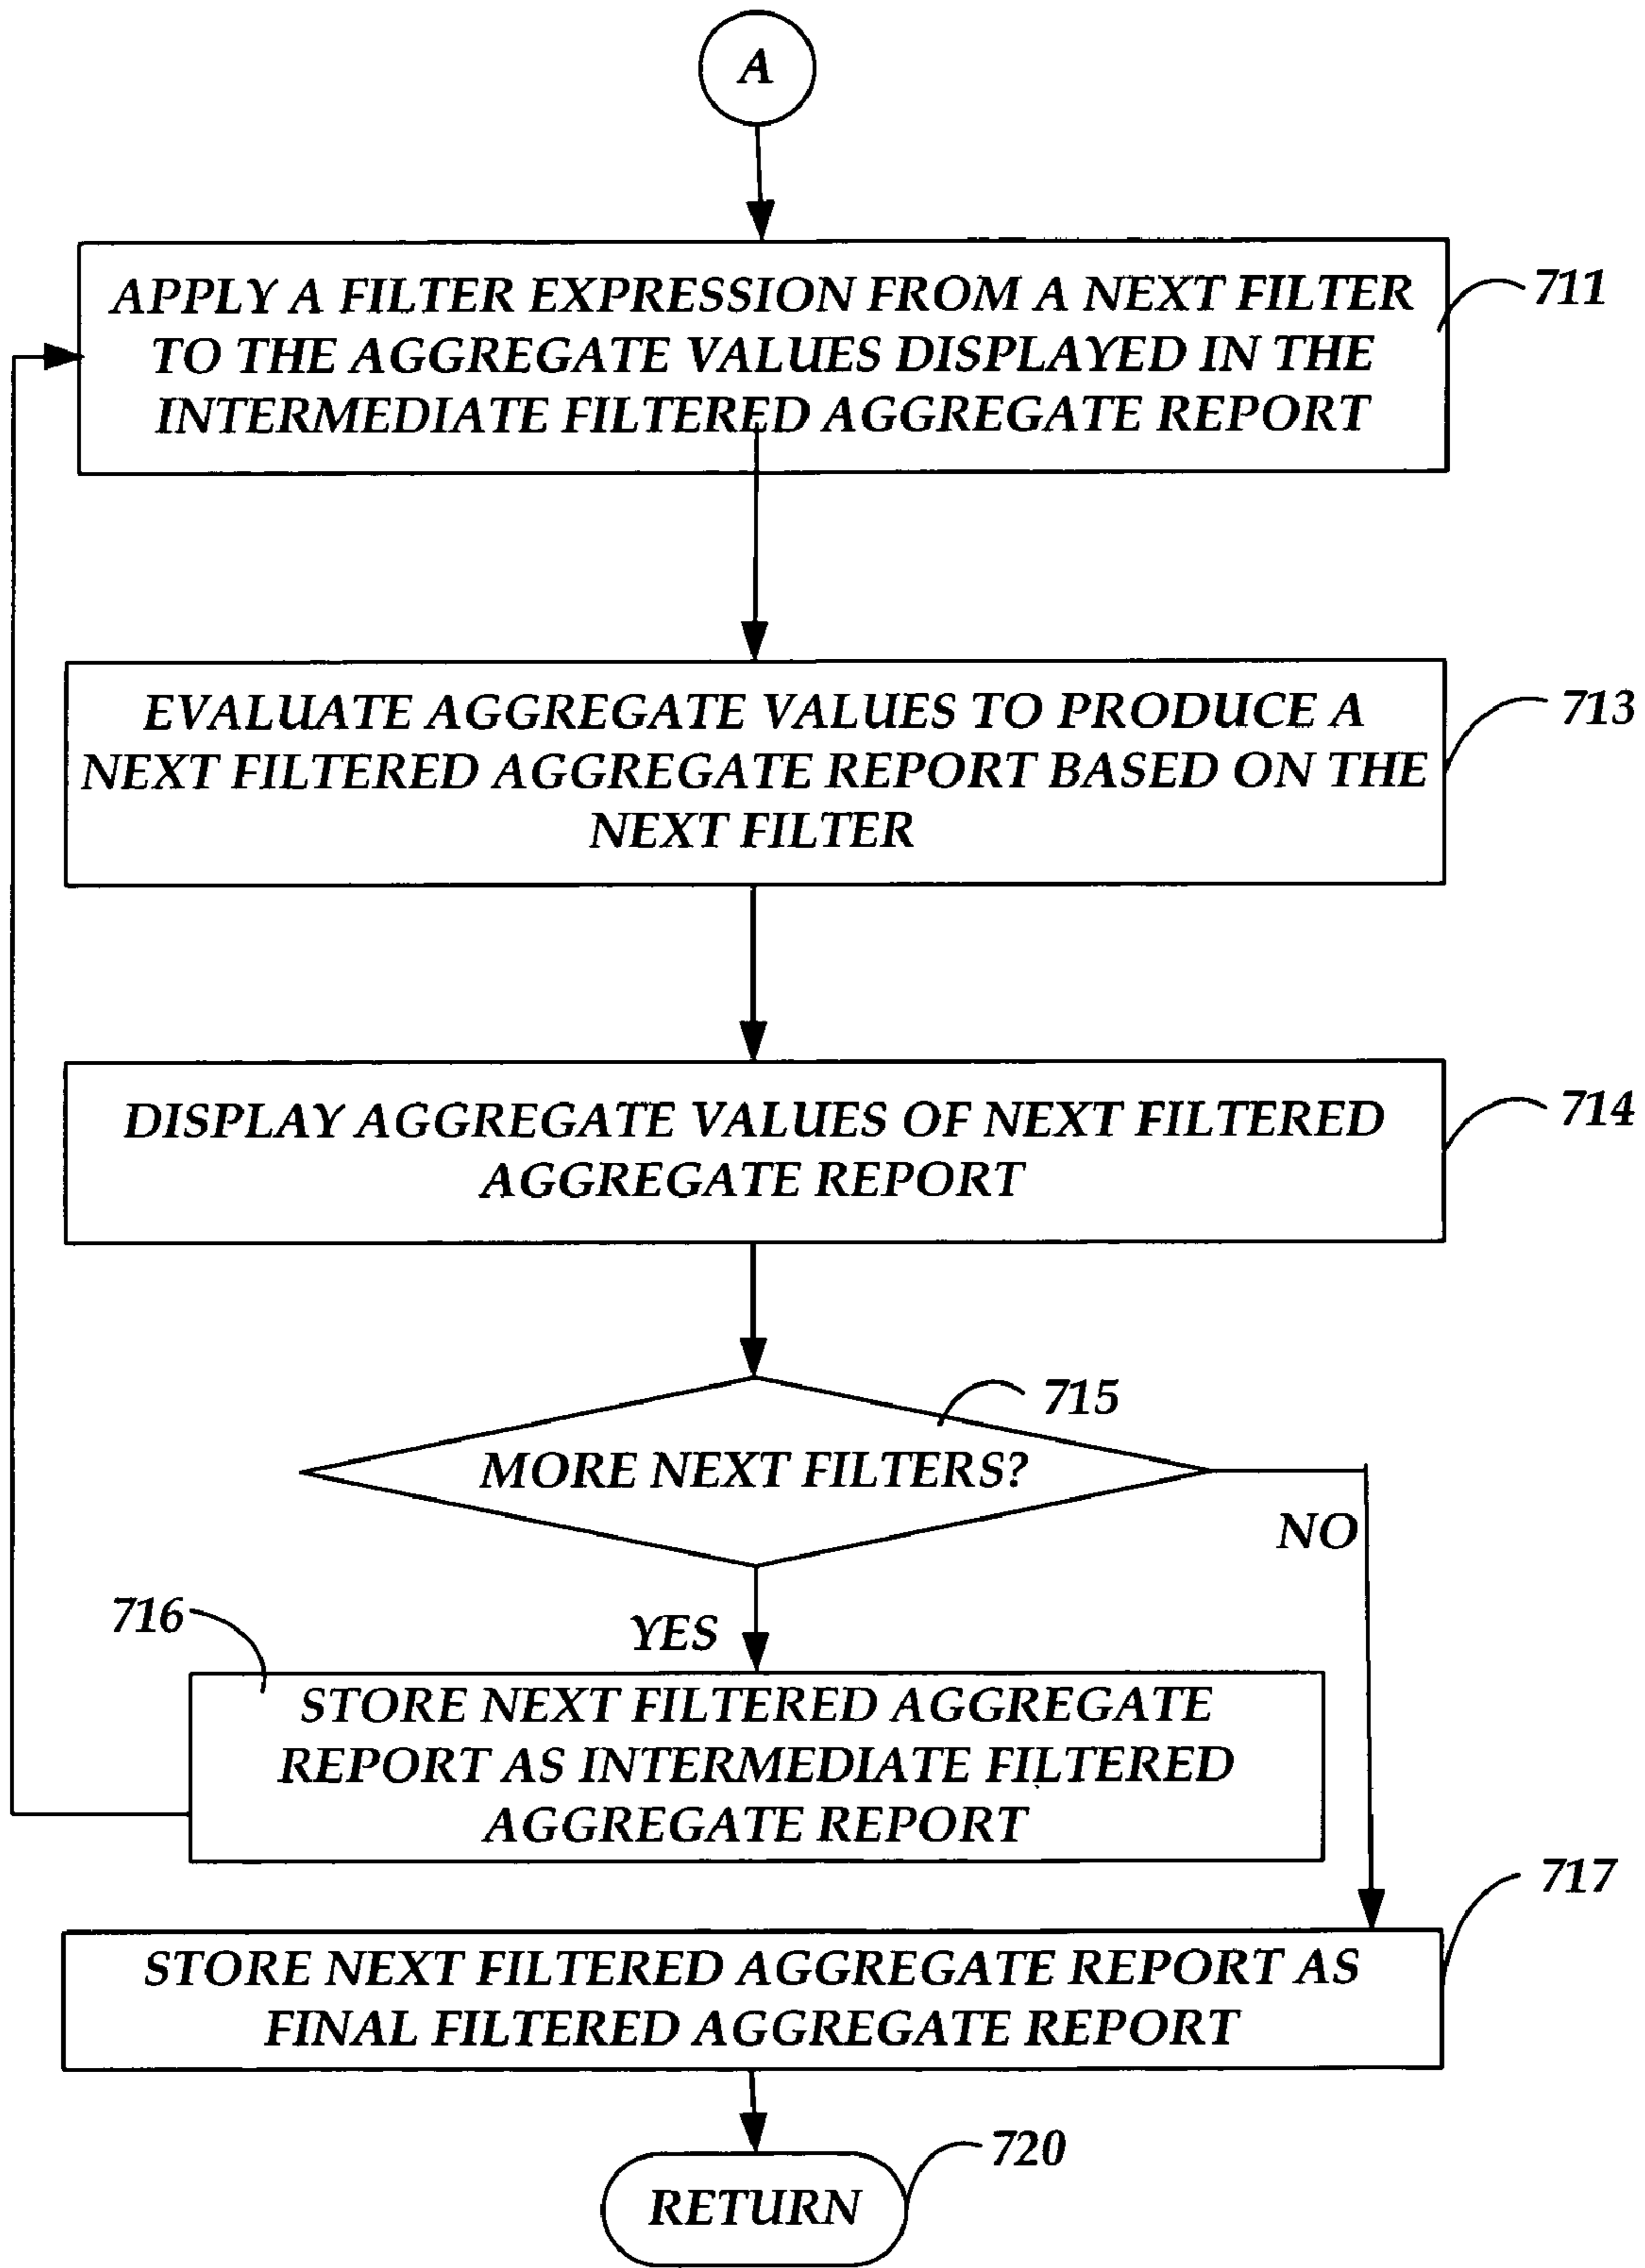 A
APPLY A FILTER EXPRESSION FROM A NEXT FILTER
TO THE AGGREGATE VALUES DISPLAYED IN THE
INTERMEDIATE FILTERED AGGREGATE REPORT
711
EVALUATE AGGREGATE VALUES TO PRODUCE A
NEXT FILTERED AGGREGATE REPORT BASED ON THE
NEXT FILTER
713
DISPLAY AGGREGATE VALUES OF NEXT FILTERED
AGGREGATE REPORT
714
715
MORE NEXT FILTERS?
NO
YES
716
STORE NEXT FILTERED AGGREGATE
REPORT AS INTERMEDIATE FILTERED
AGGREGATE REPORT
717
STORE NEXT FILTERED AGGREGATE REPORT AS
FINAL FILTERED AGGREGATE REPORT
720
RETURN